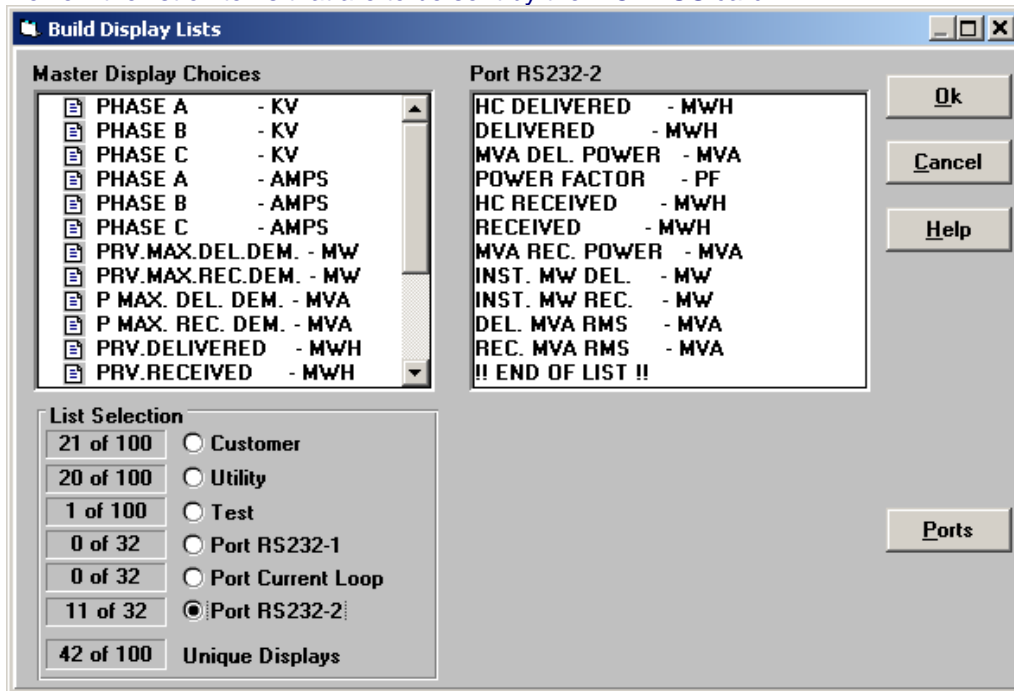 Build Display Lists
Master Display Choices
PHASE A - KV
PHASE B - KV
PHASE C - KV
PHASE A - AMPS
PHASE B - AMPS
PHASE C - AMPS
PRV.MAX.DEL.DEM. - MW
PRV.MAX.REC.DEM. - MW
P MAX. DEL. DEM. - MVA
P MAX. REC. DEM. - MVA
PRV.DELIVERED - MWH
PRV.RECEIVED - MWH
Port RS232-2
HC DELIVERED - MWH
DELIVERED - MWH
MVA DEL. POWER - MVA
POWER FACTOR - PF
HC RECEIVED - MWH
RECEIVED - MWH
MVA REC. POWER - MVA
INST. MW DEL. - MW
INST. MW REC. - MW
DEL. MVA RMS - MVA
REC. MVA RMS - MVA
!! END OF LIST !!
Ok
Cancel
Help
List Selection
21 of 100 Customer
20 of 100 Utility
1 of 100 Test
0 of 32 Port RS232-1
0 of 32 Port Current Loop
11 of 32 Port RS232-2
42 of 100 Unique Displays
Ports